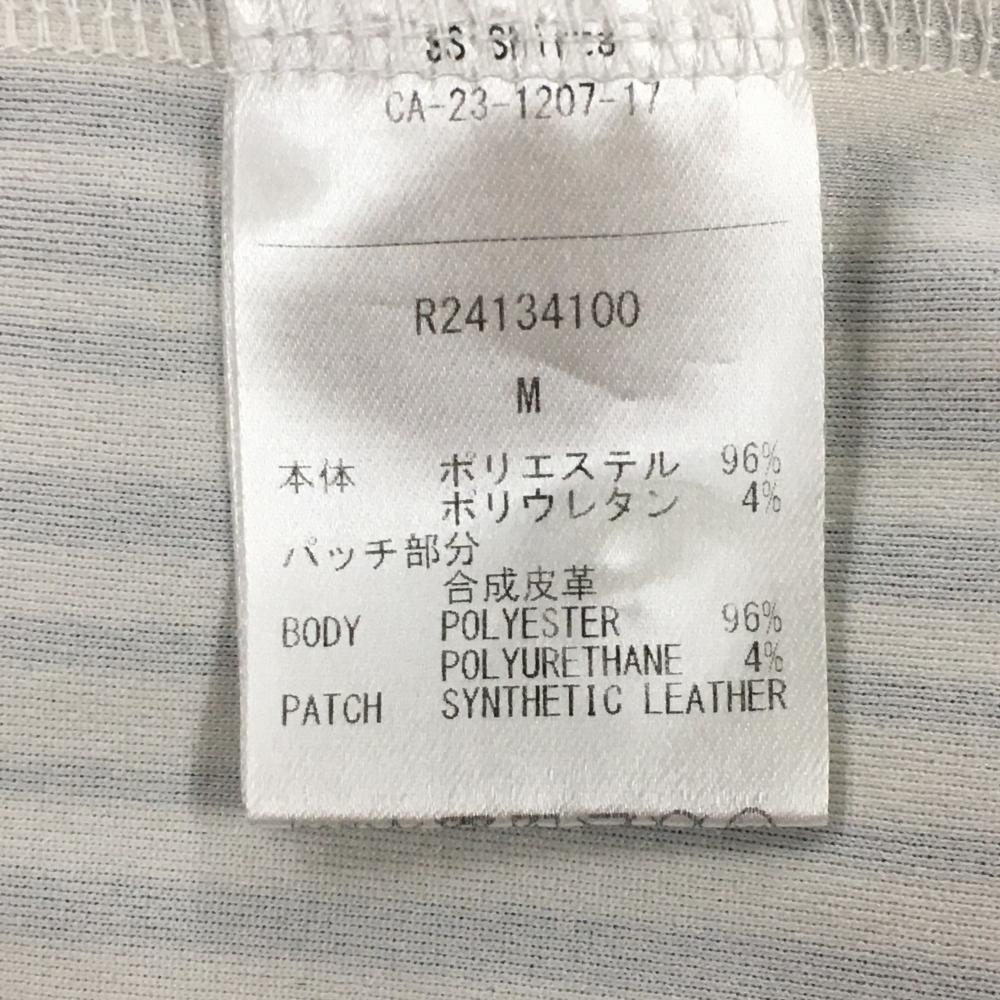 CA-23-1207-17
R24134100
M
本体 ポリエステル 96%
ポリウレタン 4%
パッチ部分
合成皮革
BODY POLYESTER 96%
POLYURETHANE 4%
PATCH SYNTHETIC LEATHER